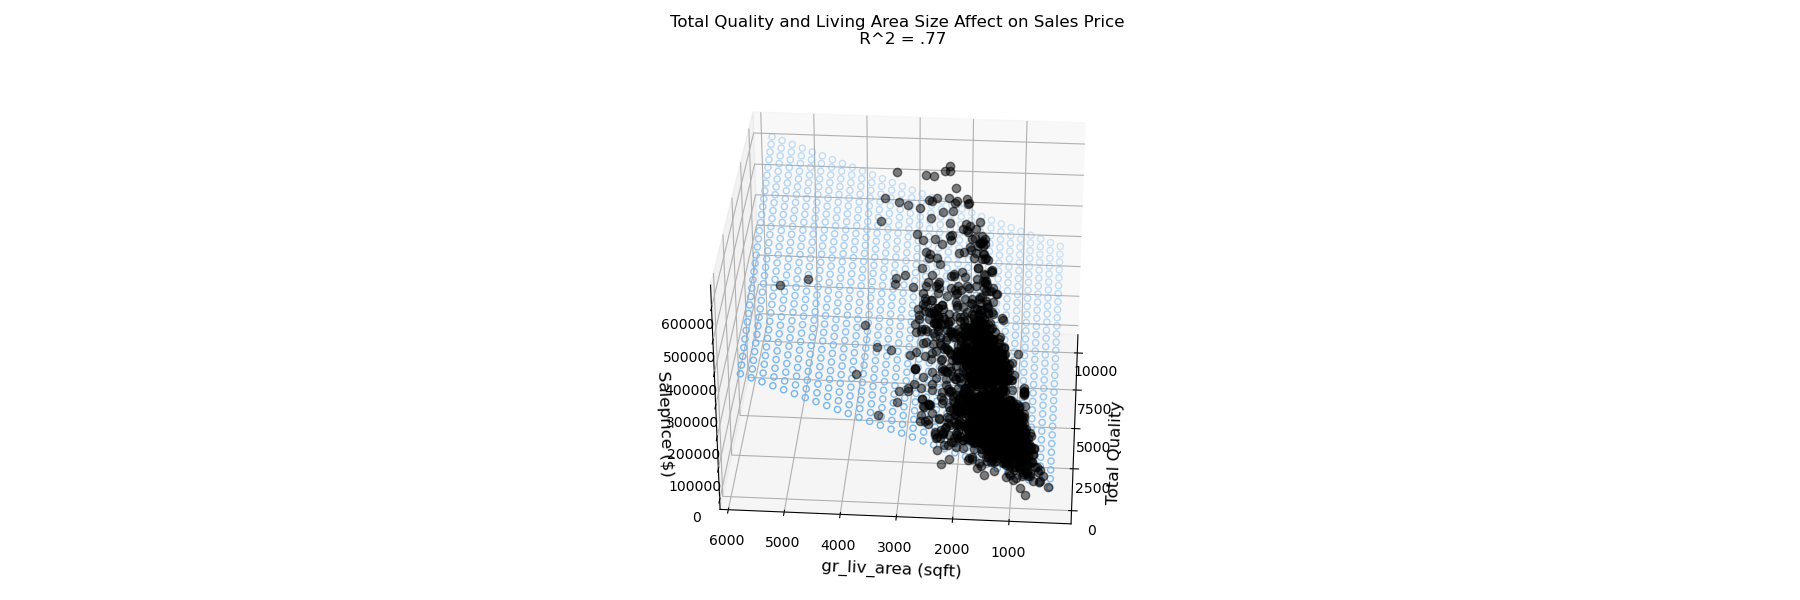 Total Quality and Living Area Size Affect on Sales Price
R^2 = .77
600000
500000
400000
300000
200000
100000
0
Saleprice ($)
10000
7500
5000
2500
0
Total Quality
6000 5000 4000 3000 2000 1000
gr_liv_area (sqft)